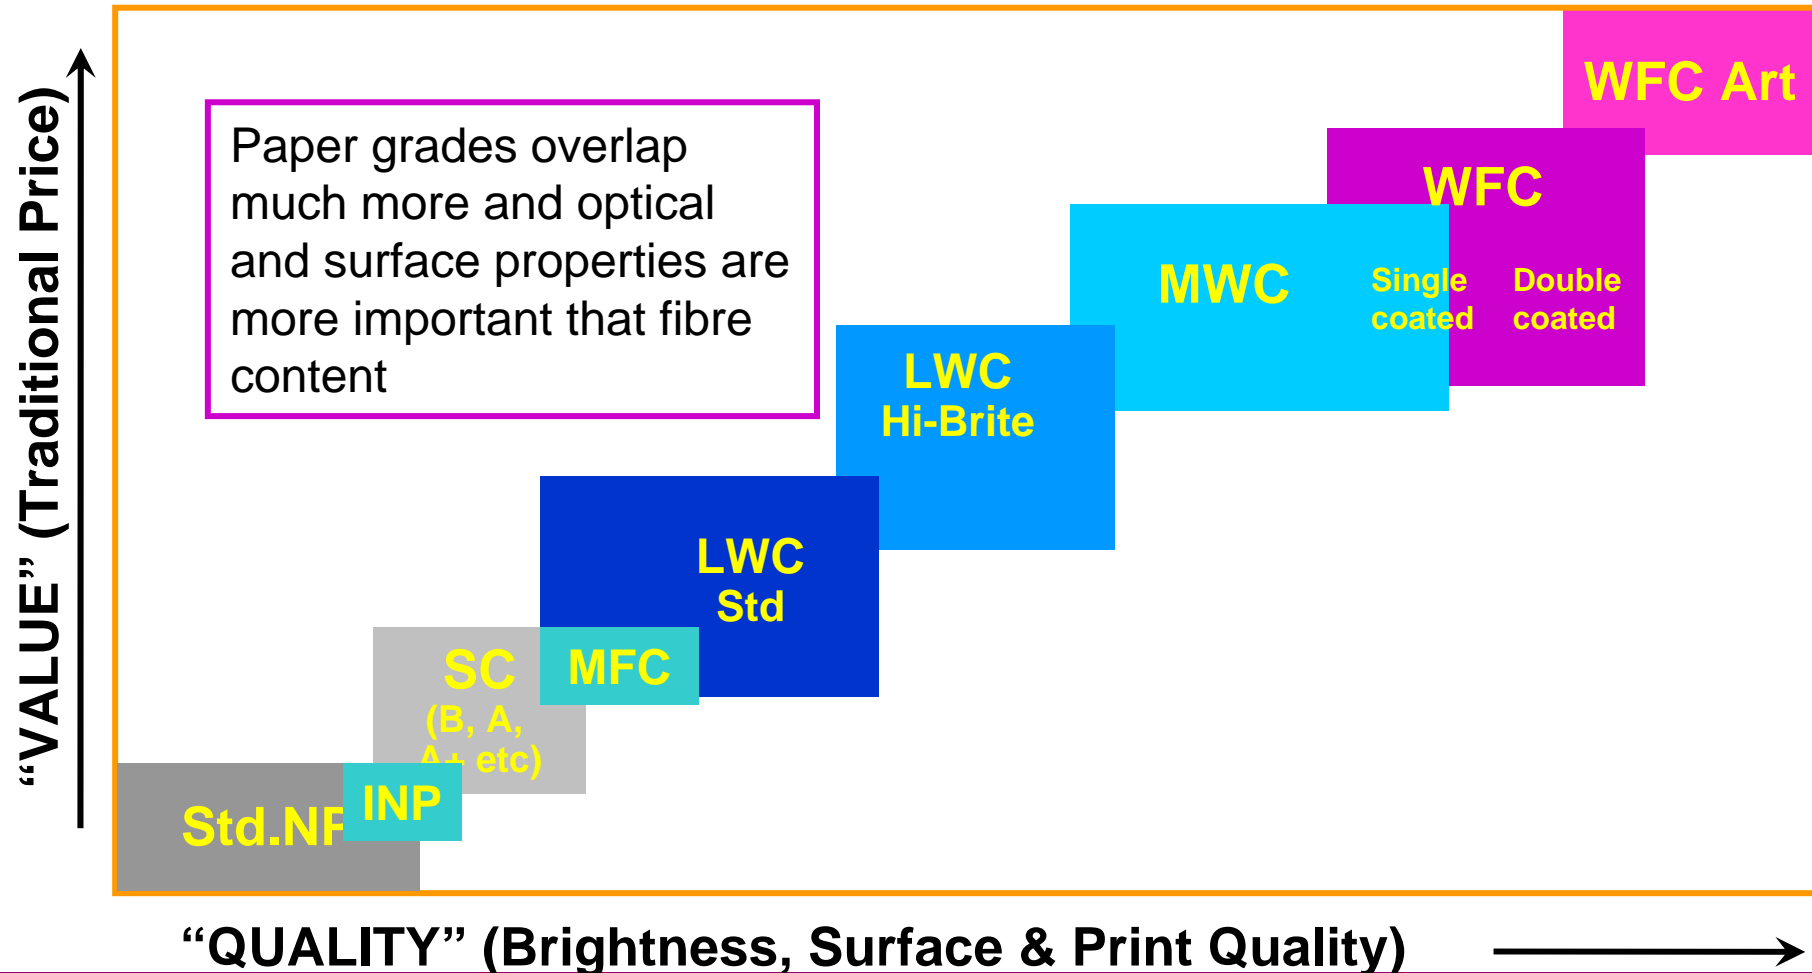 “VALUE” (Traditional Price)
Paper grades overlap
much more and optical
and surface properties are
more important that fibre
content
WFC Art
WFC
Single
coated
Double
coated
MWC
LWC
Hi-Brite
LWC
Std
MFC
SC
(B, A,
A+ etc)
INP
Std.NP
“QUALITY” (Brightness, Surface & Print Quality)